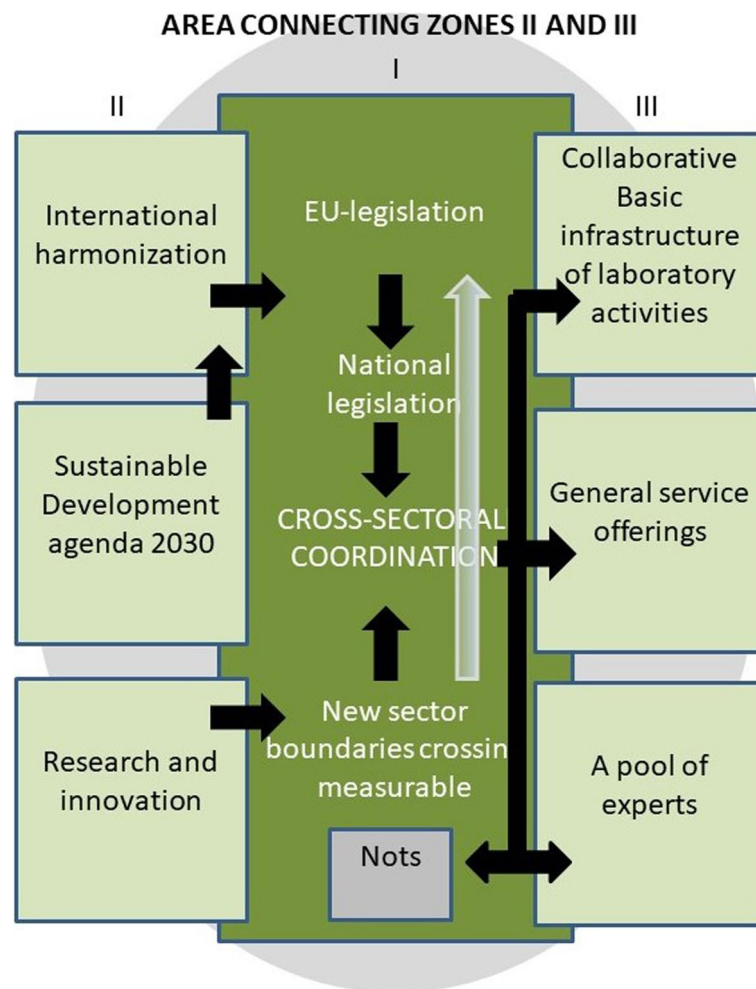 AREA CONNECTING ZONES II AND III
I
II
III
International
harmonization
Sustainable
Development
agenda 2030
Research and
innovation
EU-legislation
National
legislation
CROSS-SECTORAL
COORDINATION
New sector
boundaries crossin
measurable
Nots
Collaborative
Basic
infrastructure
of laboratory
activities
General service
offerings
A pool of
experts